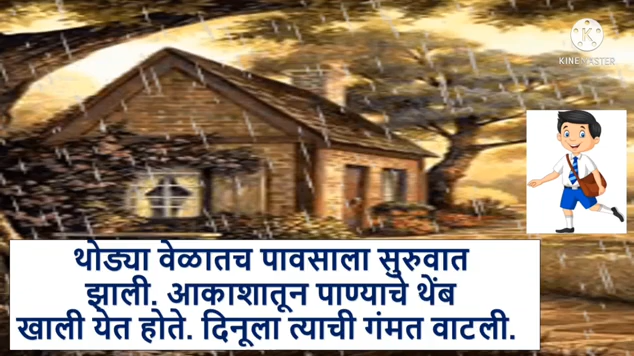 KINEMASTER
थोड्या वेळातच पावसाला सुरुवात
झाली. आकाशातून पाण्याचे थेंब
खाली येत होते. दिनूला त्याची गंमत वाटली.